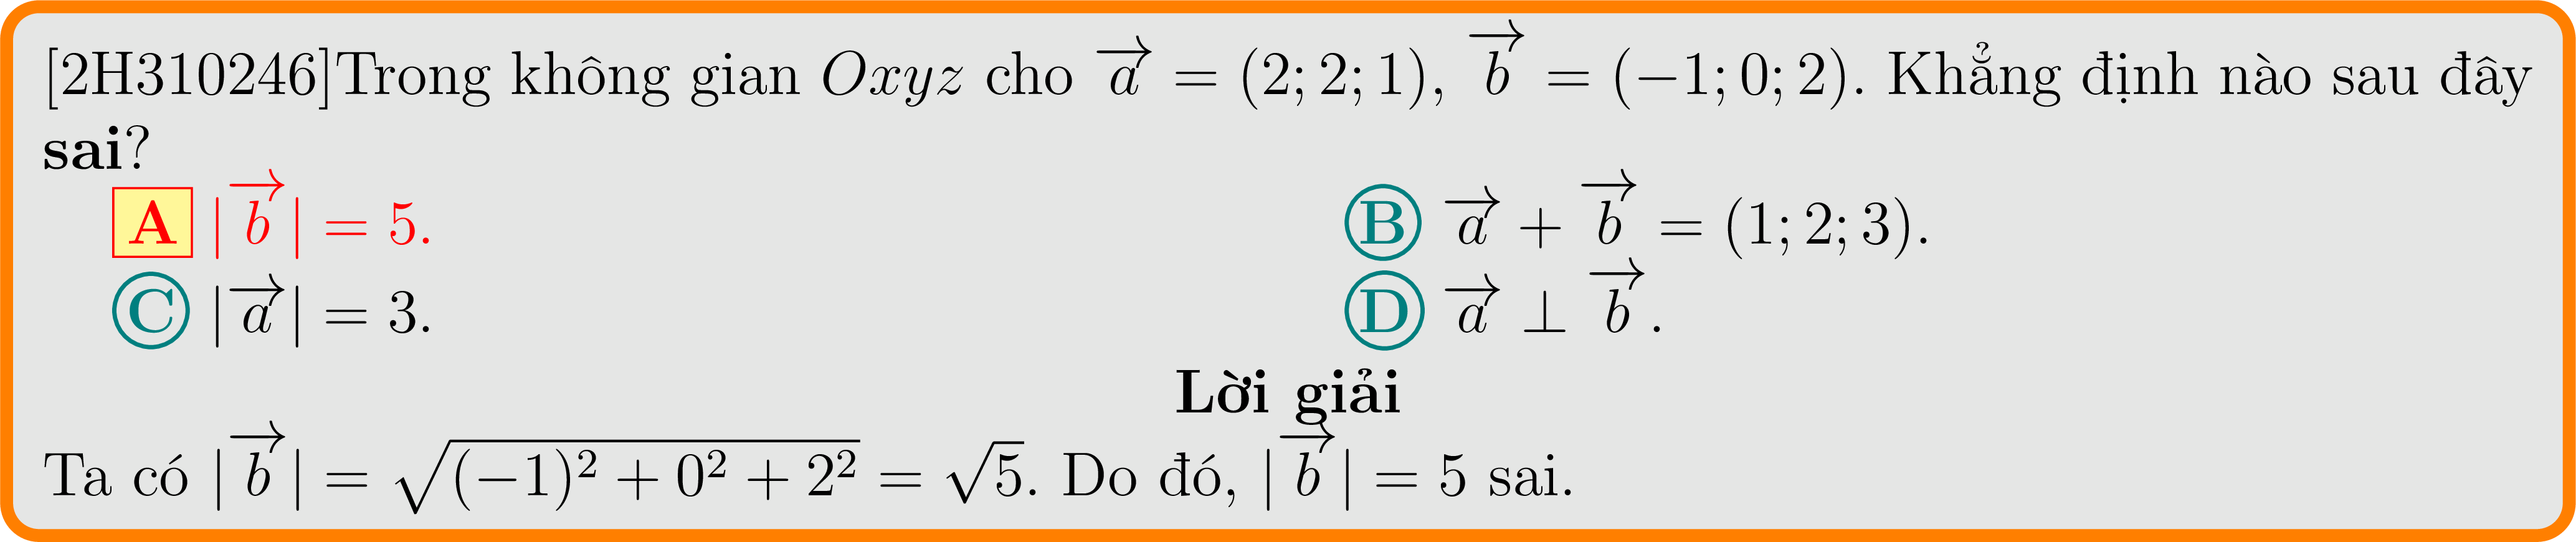 [2H310246]Trong không gian Oxyz cho $\overrightarrow{a} = (2; 2; 1)$, $\overrightarrow{b} = (-1; 0; 2)$. Khẳng định nào sau đây
sai?
A $|\overrightarrow{b}| = 5.$ B $\overrightarrow{a} + \overrightarrow{b} = (1; 2; 3).$
C $|\overrightarrow{a}| = 3.$ D $\overrightarrow{a} \perp \overrightarrow{b}.$
Lời giải
Ta có $|\overrightarrow{b}| = \sqrt{(-1)^2 + 0^2 + 2^2} = \sqrt{5}$. Do đó, $|\overrightarrow{b}| = 5$ sai.